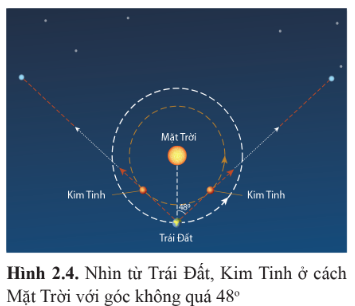 Mặt Trời
Kim Tinh
Kim Tinh
48°
Trái Đất
Hình 2.4. Nhìn từ Trái Đất, Kim Tinh ở cách
Mặt Trời với góc không quá 48°